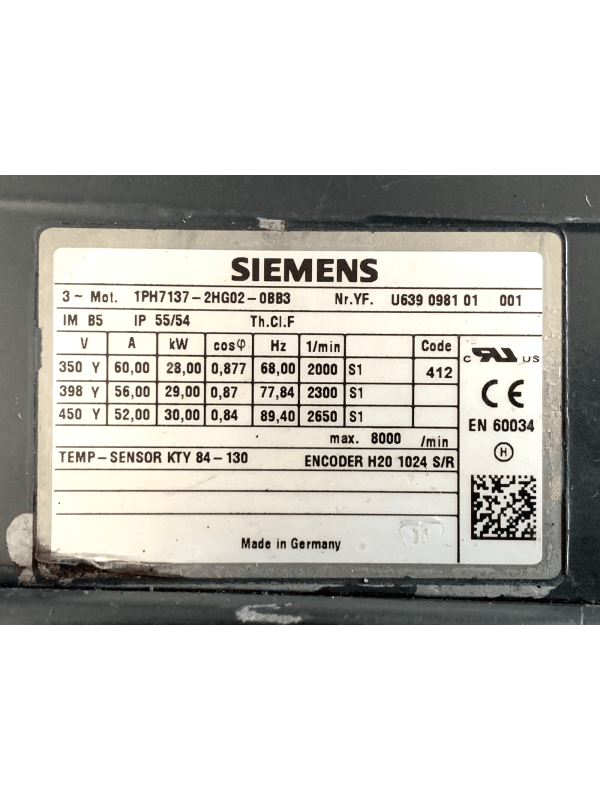 SIEMENS
3~ Mot. 1PH7137-2HG02-0BB3 Nr.YF. U639 0981 01 001
IM B5 IP 55/54 Th.Cl.F
V A kW cosφ Hz 1/min Code
350 Y 60,00 28,00 0,877 68,00 2000 S1 412
398 Y 56,00 29,00 0,87 77,84 2300 S1
450 Y 52,00 30,00 0,84 89,40 2650 S1
max. 8000 /min
TEMP-SENSOR KTY 84-130 ENCODER H20 1024 S/R
Made in Germany
c RU US
CE
EN 60034
H